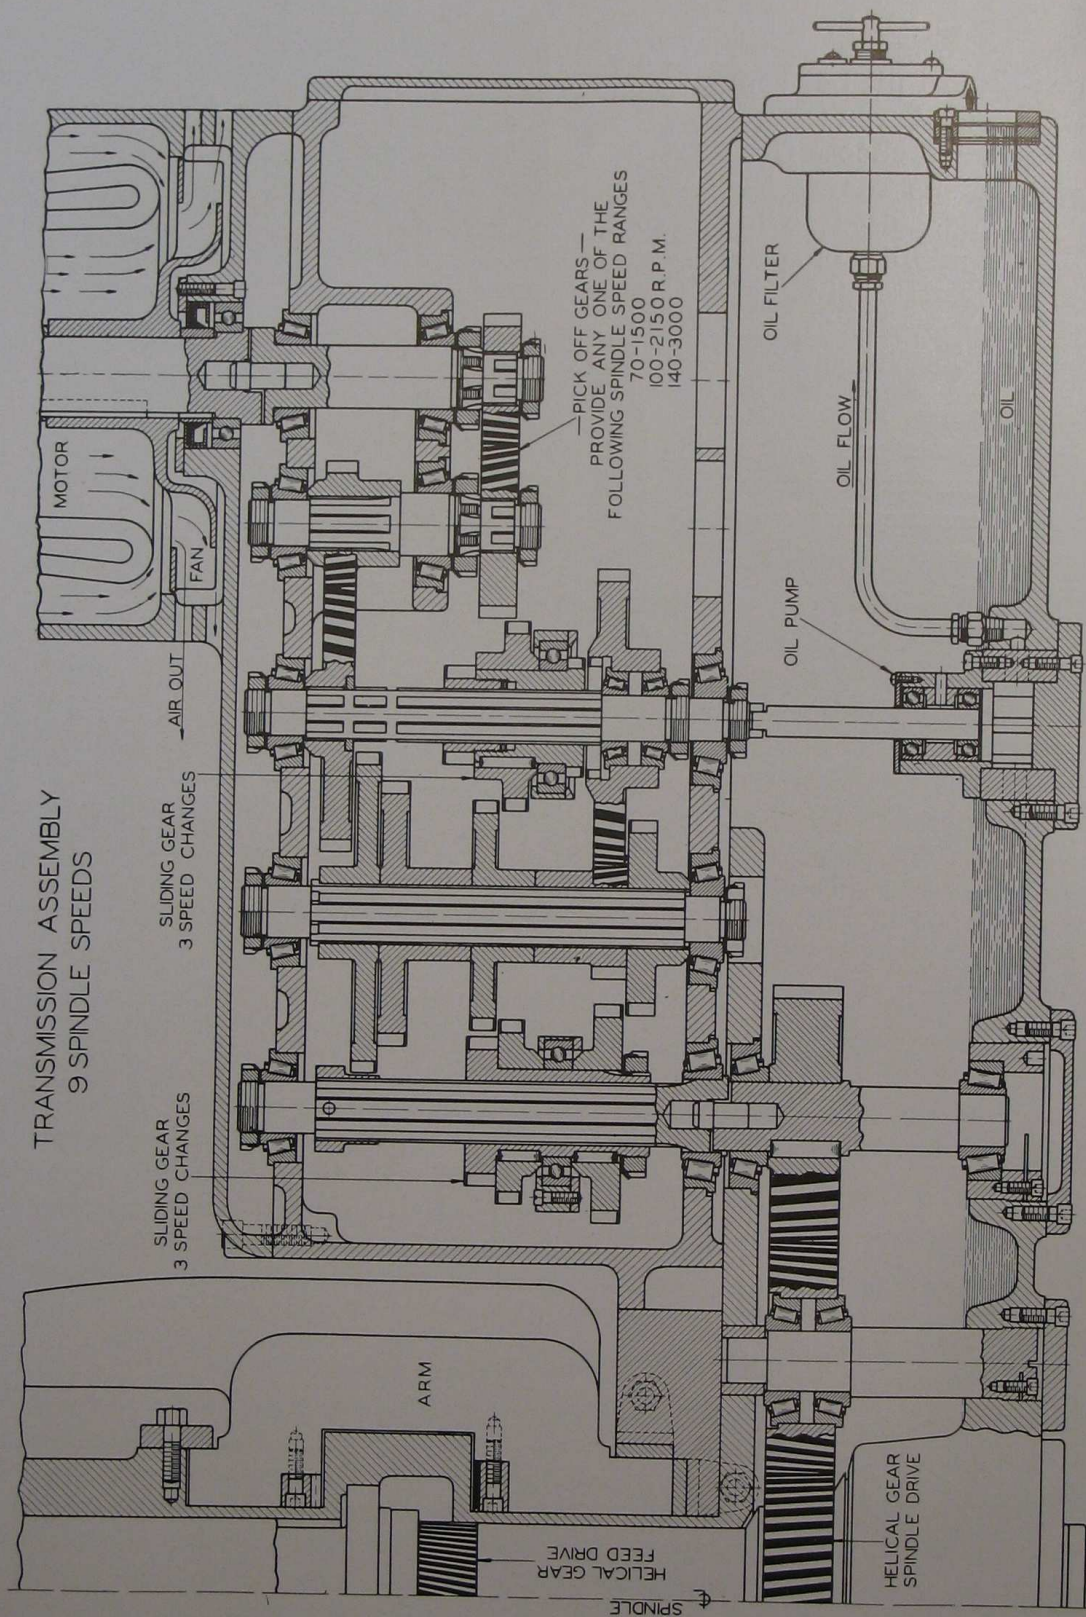 TRANSMISSION ASSEMBLY
9 SPINDLE SPEEDS
SLIDING GEAR
3 SPEED CHANGES
SLIDING GEAR
3 SPEED CHANGES
AIR OUT
FAN
MOTOR
ARM
—PICK OFF GEARS—
PROVIDE ANY ONE OF THE
FOLLOWING SPINDLE SPEED RANGES
70-1500
100-2150 R.P.M.
140-3000
HELICAL GEAR
FEED DRIVE
SPINDLE
HELICAL GEAR
SPINDLE DRIVE
OIL PUMP
OIL FLOW
OIL FILTER
OIL